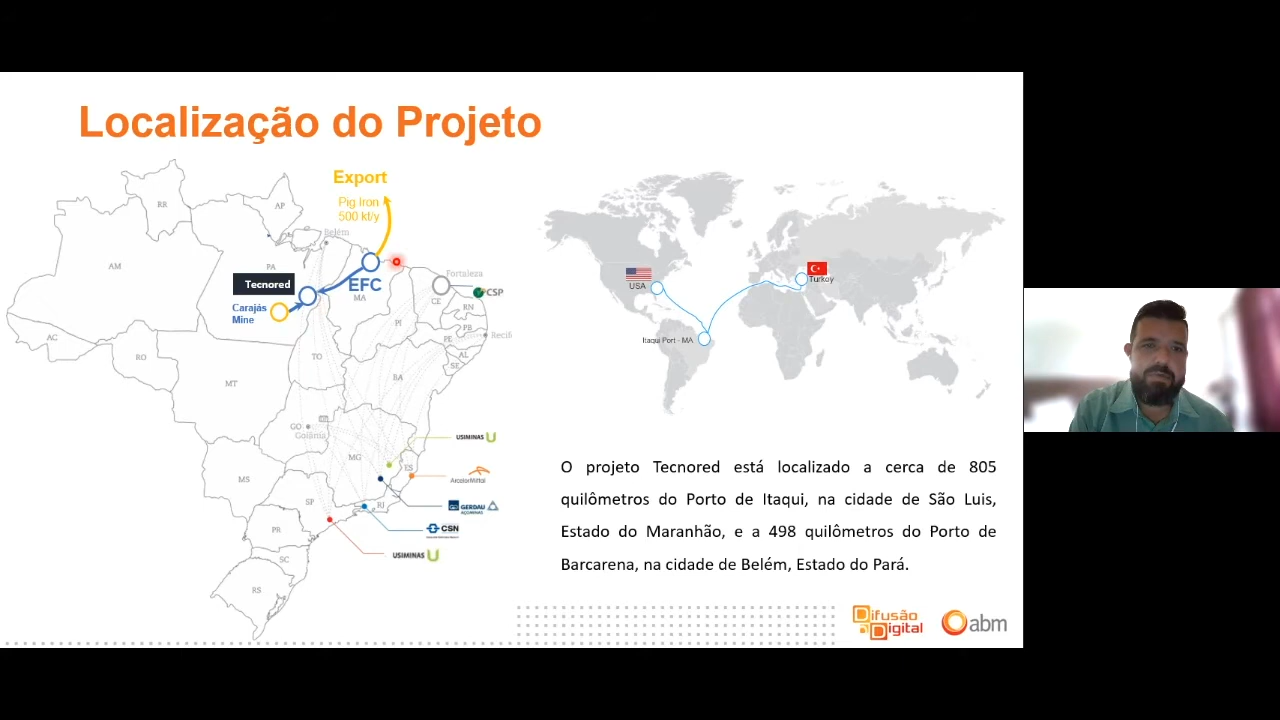 Localização do Projeto
Export
Pig Iron
500 kt/y
RR
AP
Belém
AM
PA
Tecnored
EFC
MA
Carajás
Mine
Fortaleza
CE
CSP
RN
PB
PI
PE
AL
SE
AC
RO
TO
MT
BA
GO
Goiânia
MG
ES
MS
SP
RJ
PR
SC
RS
USIMINAS
ArcelorMittal
GERDAU
AÇOMINAS
CSN
USIMINAS
USA
Turkey
Itaqui Port - MA
O projeto Tecnored está localizado a cerca de 805
quilômetros do Porto de Itaqui, na cidade de São Luis,
Estado do Maranhão, e a 498 quilômetros do Porto de
Barcarena, na cidade de Belém, Estado do Pará.
Difusão
Digital
abm